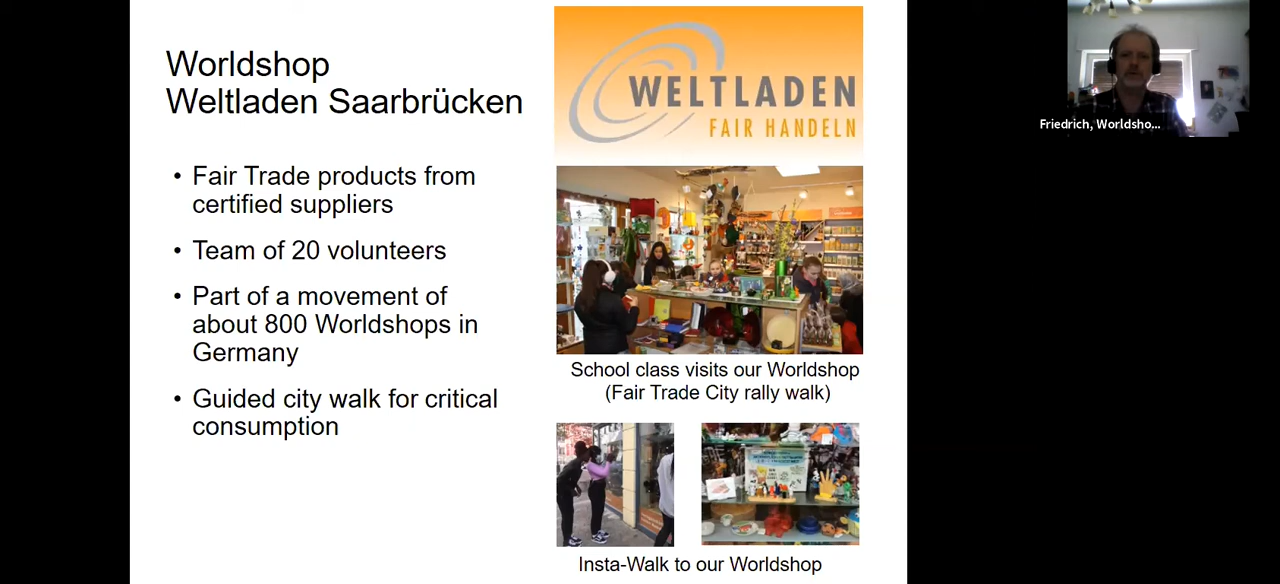 Worldshop
Weltladen Saarbrücken
• Fair Trade products from
certified suppliers
• Team of 20 volunteers
• Part of a movement of
about 800 Worldshops in
Germany
• Guided city walk for critical
consumption
WELTLADEN
FAIR HANDELN
School class visits our Worldshop
(Fair Trade City rally walk)
Insta-Walk to our Worldshop
Friedrich, Worldsho...